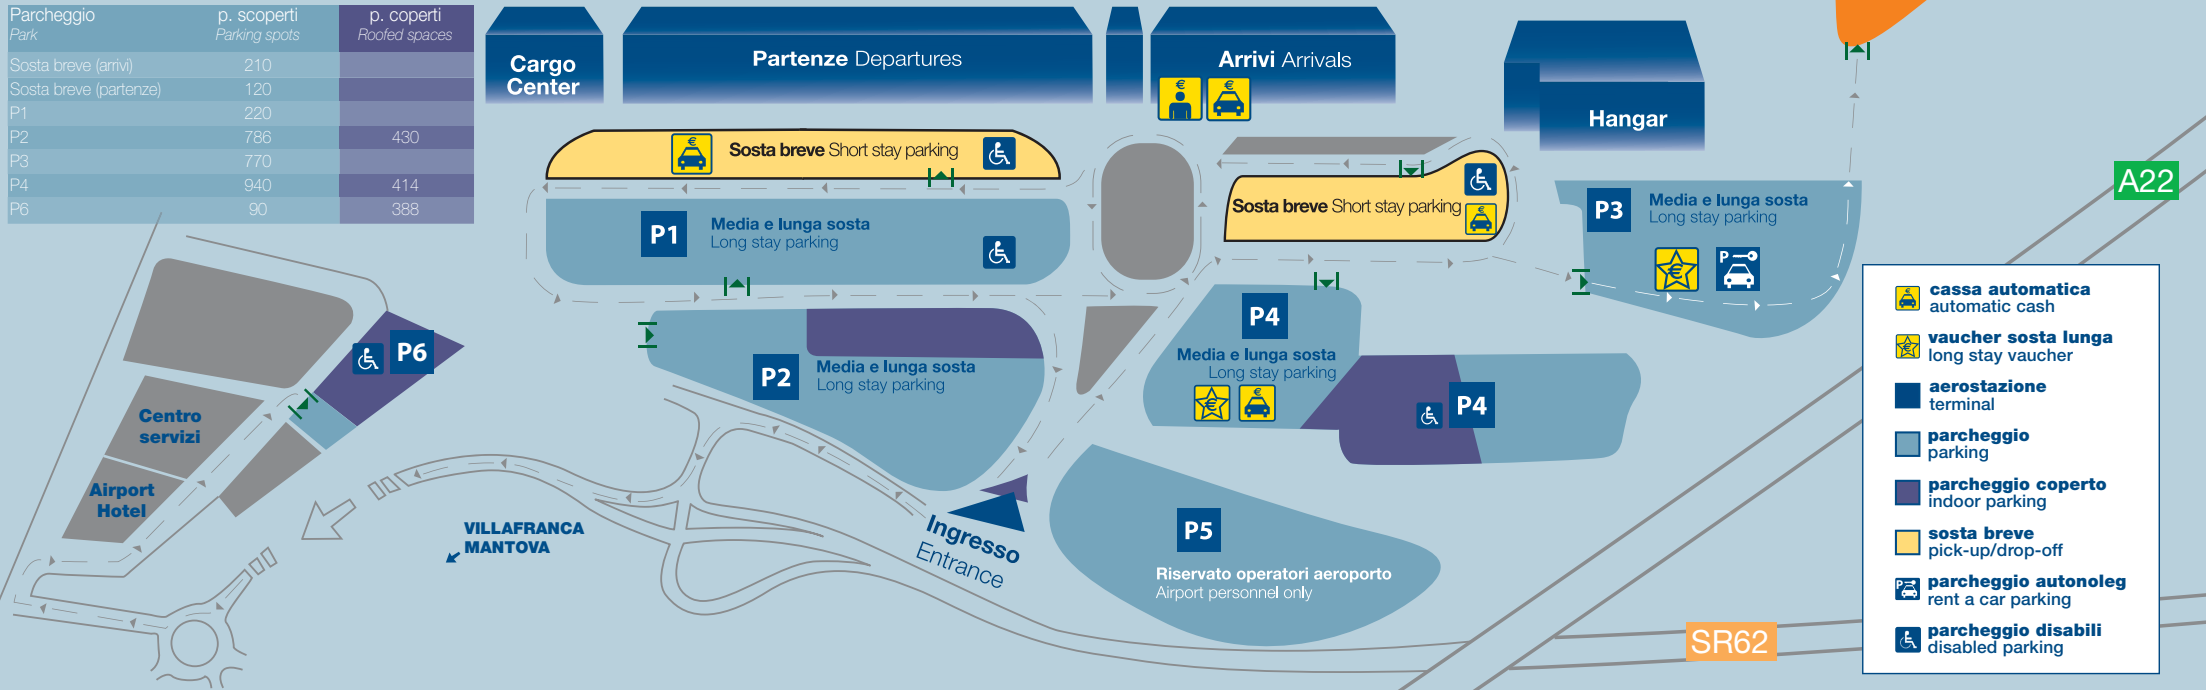 Parcheggio p. scoperti p. coperti
Park Parking spots Roofed spaces
Sosta breve (arrivi) 210
Sosta breve (partenze) 120
P1 220
P2 786 430
P3 770
P4 940 414
P6 90 388
Cargo
Center
Partenze Departures
Arrivi Arrivals
Hangar
Sosta breve Short stay parking
Sosta breve Short stay parking
P1
Media e lunga sosta
Long stay parking
P3
Media e lunga sosta
Long stay parking
P
A22
P4
Media e lunga sosta
Long stay parking
P2
Media e lunga sosta
Long stay parking
P6
P4
Centro
servizi
Airport
Hotel
VILLAFRANCA
MANTOVA
Ingresso
Entrance
P5
Riservato operatori aeroporto
Airport personnel only
SR62
cassa automatica
automatic cash
vaucher sosta lunga
long stay vaucher
aerostazione
terminal
parcheggio
parking
parcheggio coperto
indoor parking
sosta breve
pick-up/drop-off
parcheggio autonoleg
rent a car parking
parcheggio disabili
disabled parking